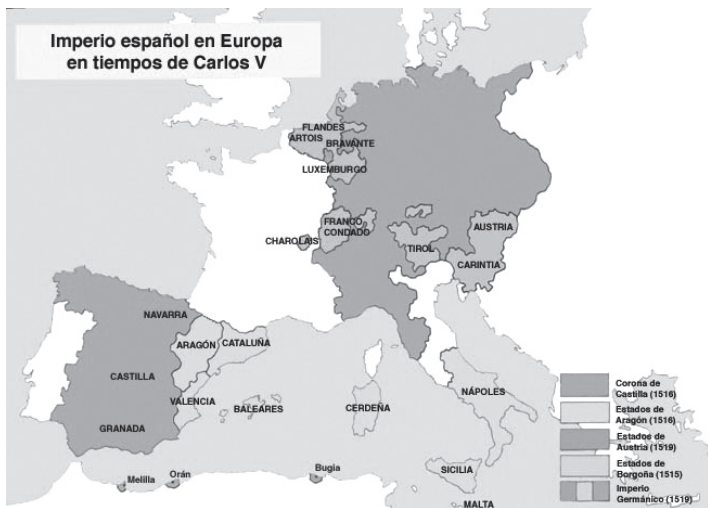 Imperio español en Europa
en tiempos de Carlos V
FLANDES
ARTOIS
BRAVANTE
LUXEMBURGO
FRANCO
CONDADO
CHAROLAIS
AUSTRIA
TIROL
CARINTIA
NAVARRA
ARAGÓN
CATALUÑA
CASTILLA
VALENCIA
BALEARES
CERDEÑA
NÁPOLES
GRANADA
SICILIA
MALTA
Melilla
Orán
Bugia
Corona de
Castilla (1516)
Estados de
Aragón (1516)
Estados de
Austria (1519)
Estados de
Borgoña (1515)
Imperio
Germánico (1519)